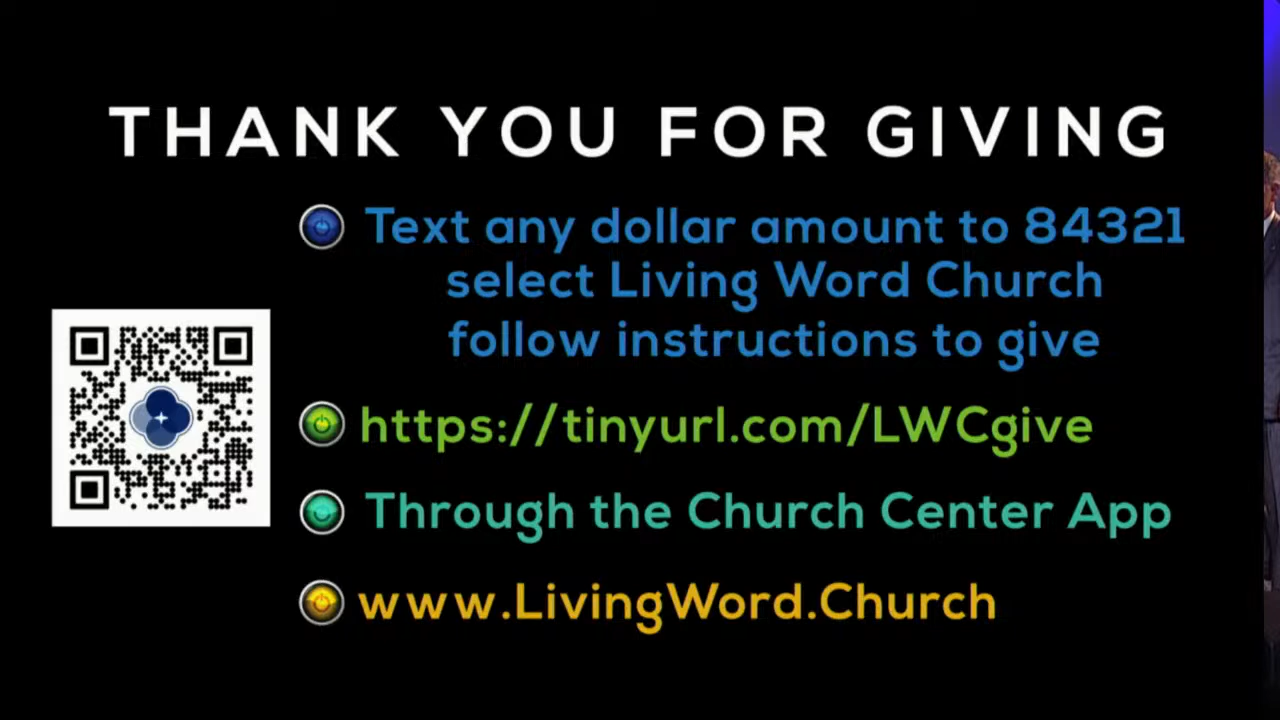 THANK YOU FOR GIVING
Text any dollar amount to 84321
select Living Word Church
follow instructions to give
https://tinyurl.com/LWCgive
Through the Church Center App
www.LivingWord.Church